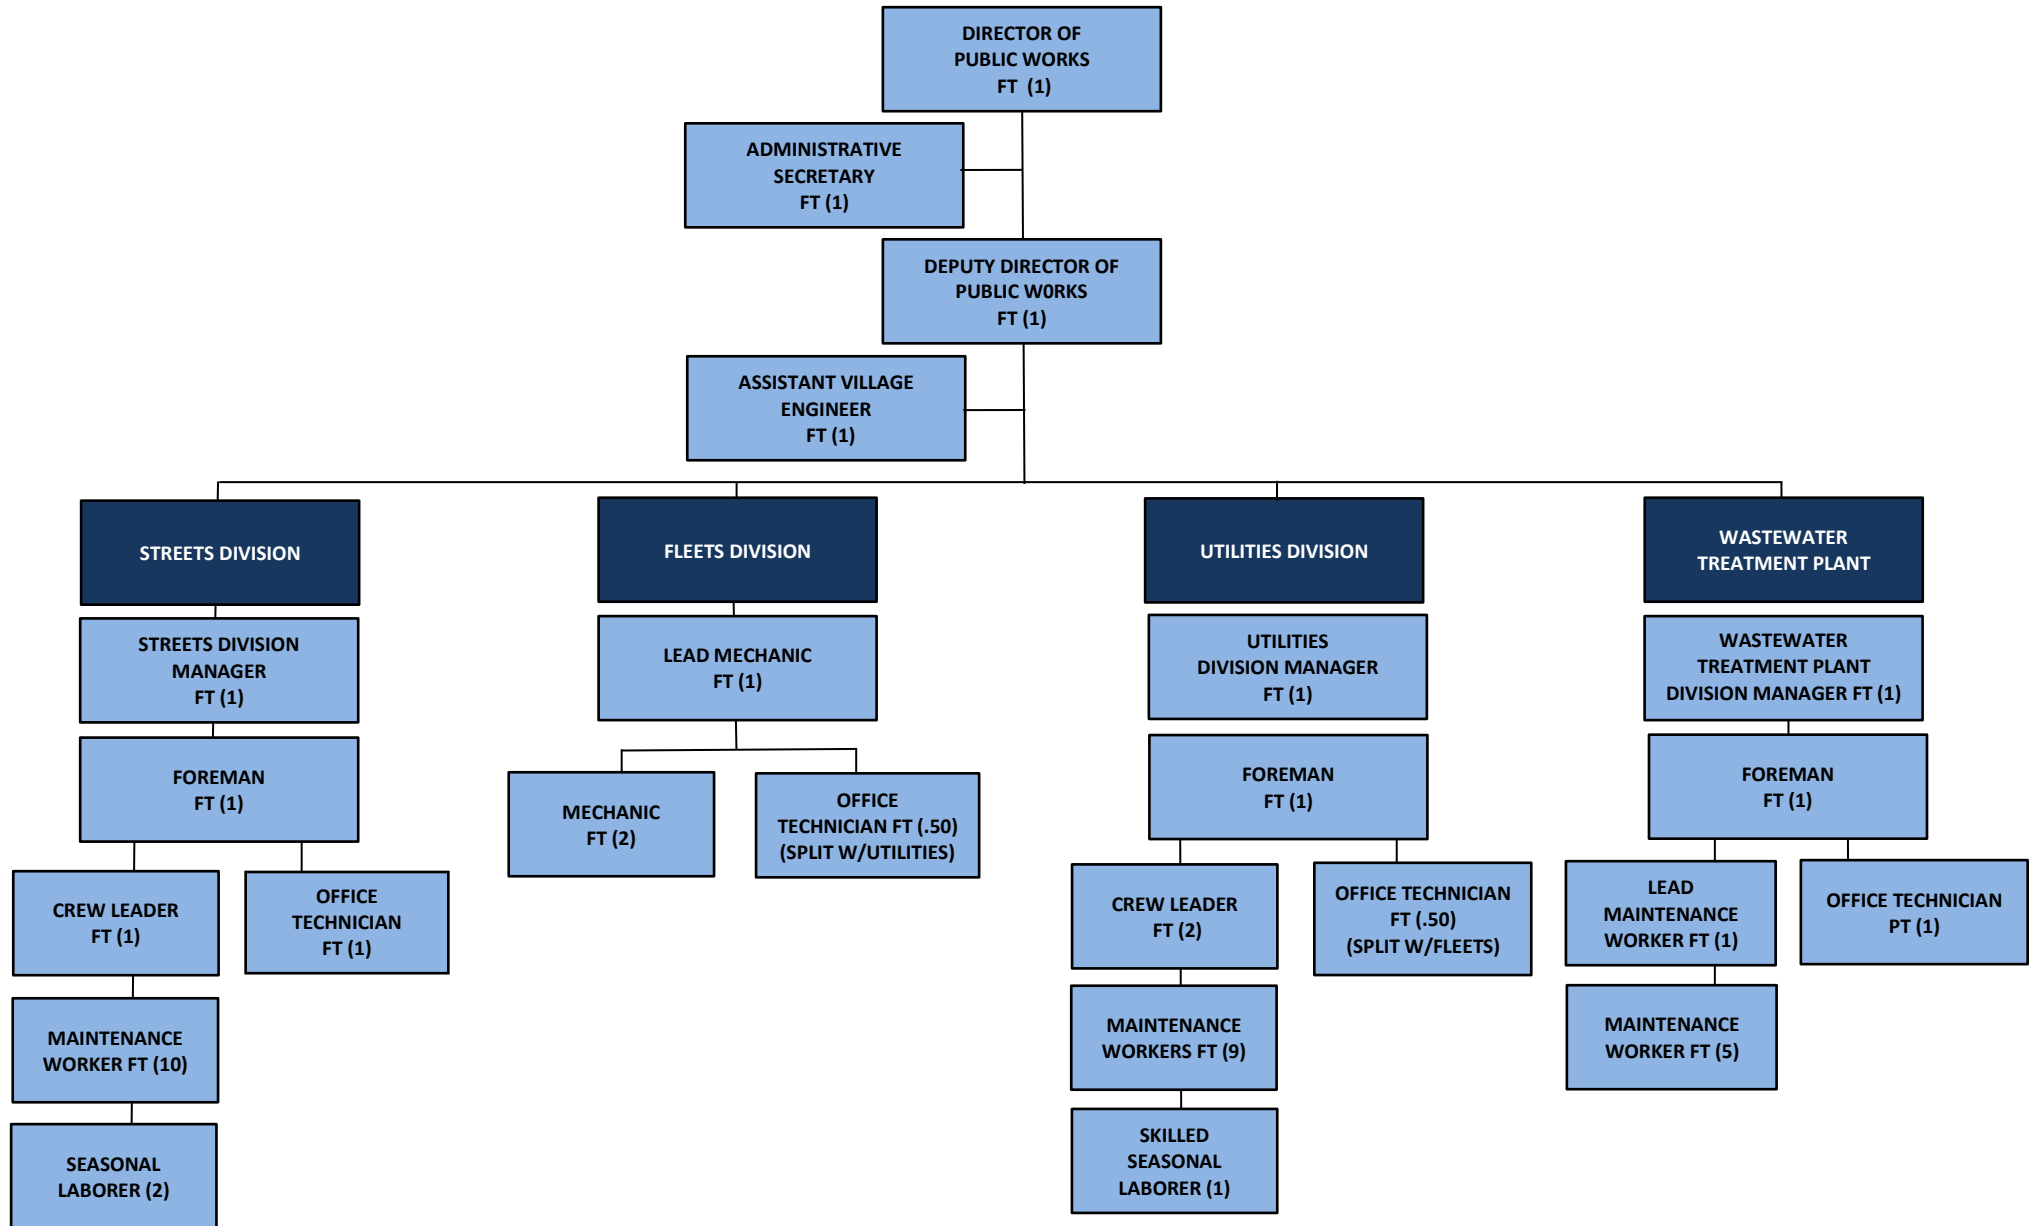 DIRECTOR OF
PUBLIC WORKS
FT (1)
ADMINISTRATIVE
SECRETARY
FT (1)
DEPUTY DIRECTOR OF
PUBLIC W0RKS
FT (1)
ASSISTANT VILLAGE
ENGINEER
FT (1)
STREETS DIVISION
FLEETS DIVISION
UTILITIES DIVISION
WASTEWATER
TREATMENT PLANT
STREETS DIVISION
MANAGER
FT (1)
LEAD MECHANIC
FT (1)
UTILITIES
DIVISION MANAGER
FT (1)
WASTEWATER
TREATMENT PLANT
DIVISION MANAGER FT (1)
FOREMAN
FT (1)
MECHANIC
FT (2)
OFFICE
TECHNICIAN FT (.50)
(SPLIT W/UTILITIES)
FOREMAN
FT (1)
FOREMAN
FT (1)
CREW LEADER
FT (1)
OFFICE
TECHNICIAN
FT (1)
CREW LEADER
FT (2)
OFFICE TECHNICIAN
FT (.50)
(SPLIT W/FLEETS)
LEAD
MAINTENANCE
WORKER FT (1)
OFFICE TECHNICIAN
PT (1)
MAINTENANCE
WORKER FT (10)
MAINTENANCE
WORKERS FT (9)
MAINTENANCE
WORKER FT (5)
SEASONAL
LABORER (2)
SKILLED
SEASONAL
LABORER (1)